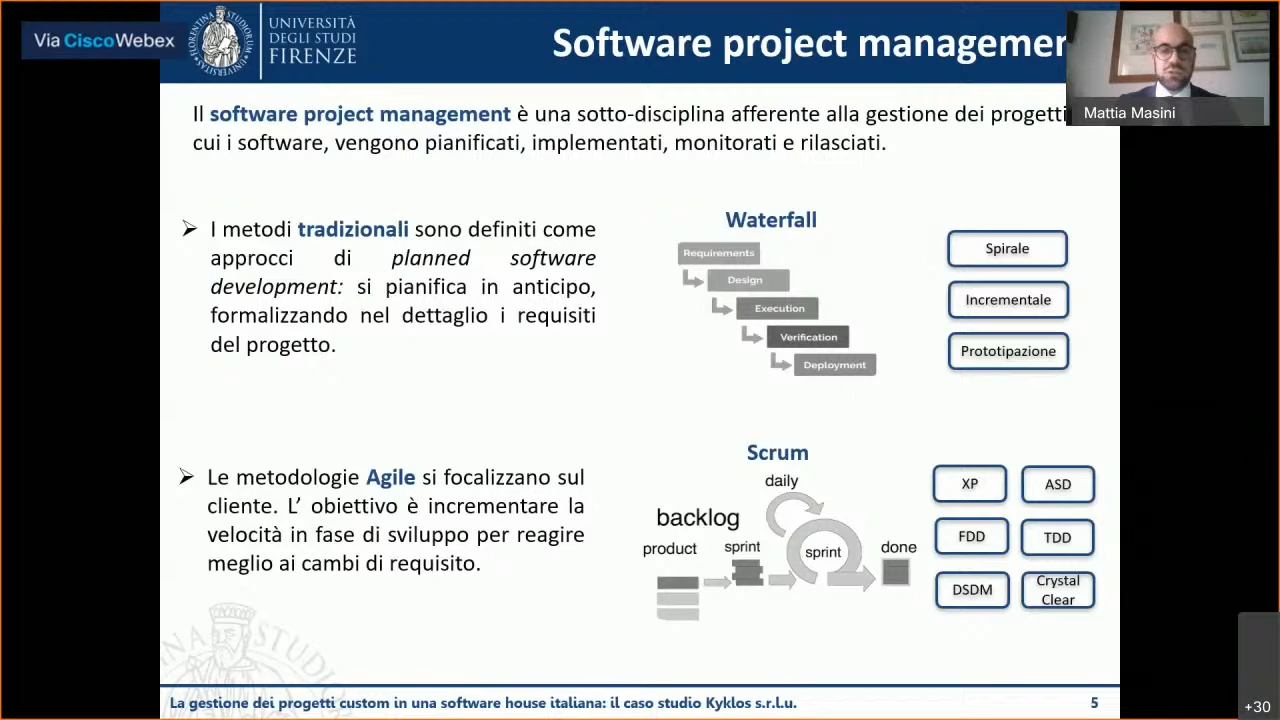 Via CiscoWebex
FLORENTINA STUDIORUM UNIVERSITAS
UNIVERSITÀ
DEGLI STUDI
FIRENZE
Software project managemen
Mattia Masini
Il software project management è una sotto-disciplina afferente alla gestione dei progetti
cui i software, vengono pianificati, implementati, monitorati e rilasciati.
➢ I metodi tradizionali sono definiti come
approcci di planned software
development: si pianifica in anticipo,
formalizzando nel dettaglio i requisiti
del progetto.
Waterfall
Requirements
Design
Execution
Verification
Deployment
Spirale
Incrementale
Prototipazione
➢ Le metodologie Agile si focalizzano sul
cliente. L’ obiettivo è incrementare la
velocità in fase di sviluppo per reagire
meglio ai cambi di requisito.
Scrum
daily
backlog
product
sprint
sprint
done
XP
ASD
FDD
TDD
DSDM
Crystal
Clear
La gestione dei progetti custom in una software house italiana: il caso studio Kyklos s.r.l.u.
5
+30